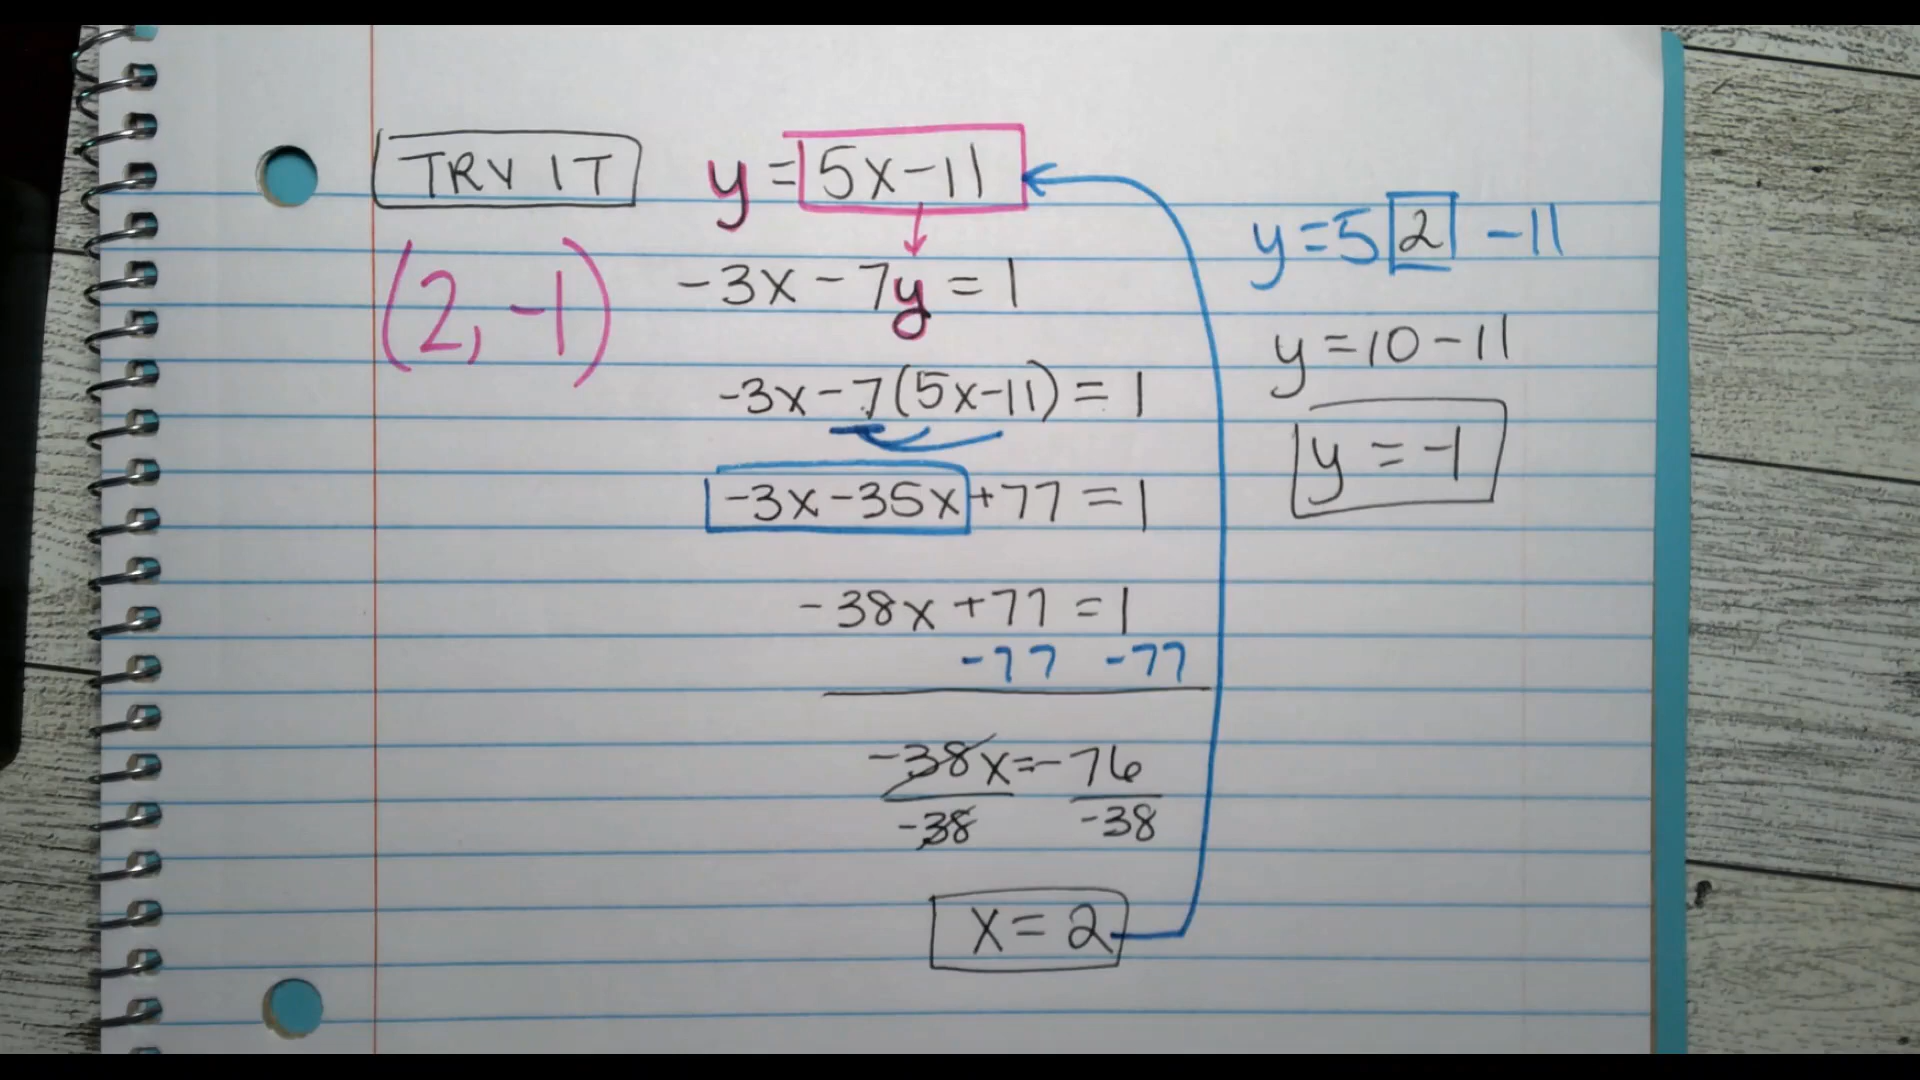 TRY IT
(2, -1)
y = 5x-11
-3x - 7y = 1
-3x - 7(5x-11) = 1
-3x - 35x + 77 = 1
-38x + 77 = 1
-77 -77
-38x = -76
-38 -38
x = 2
y = 5 2 - 11
y = 10 - 11
y = -1